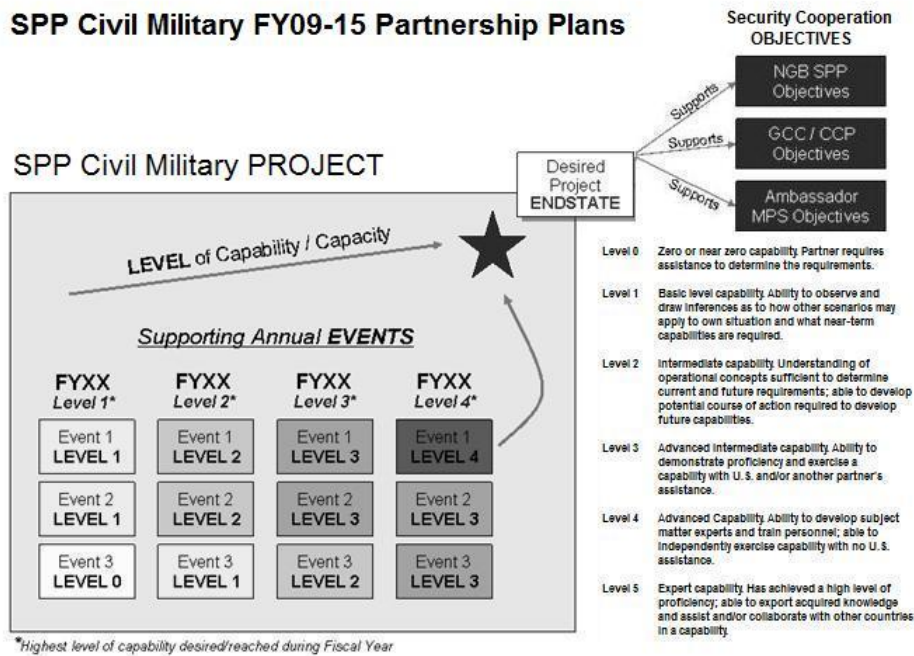 SPP Civil Military FY09-15 Partnership Plans
Security Cooperation
OBJECTIVES
NGB SPP
Objectives
Supports
GCC / CCP
Objectives
Supports
Ambassador
MPS Objectives
Supports
Desired
Project
ENDSTATE
SPP Civil Military PROJECT
LEVEL of Capability / Capacity
Supporting Annual EVENTS
FYXX FYXX FYXX FYXX
Level 1* Level 2* Level 3* Level 4*
Event 1 Event 1 Event 1 Event 1
LEVEL 1 LEVEL 2 LEVEL 3 LEVEL 4
Event 2 Event 2 Event 2 Event 2
LEVEL 1 LEVEL 2 LEVEL 3 LEVEL 3
Event 3 Event 3 Event 3 Event 3
LEVEL 0 LEVEL 1 LEVEL 2 LEVEL 3
*Highest level of capability desired/reached during Fiscal Year
Level 0 Zero or near zero capability. Partner requires
assistance to determine the requirements.
Level 1 Basic level capability. Ability to observe and
draw inferences as to how other scenarios may
apply to own situation and what near-term
capabilities are required.
Level 2 Intermediate capability. Understanding of
operational concepts sufficient to determine
current and future requirements; able to develop
potential course of action required to develop
future capabilities.
Level 3 Advanced Intermediate capability. Ability to
demonstrate proficiency and exercise a
capability with U.S. and/or another partner's
assistance.
Level 4 Advanced Capability. Ability to develop subject
matter experts and train personnel; able to
independently exercise capability with no U.S.
assistance.
Level 5 Expert capability. Has achieved a high level of
proficiency; able to export acquired knowledge
and assist and/or collaborate with other countries
in a capability.